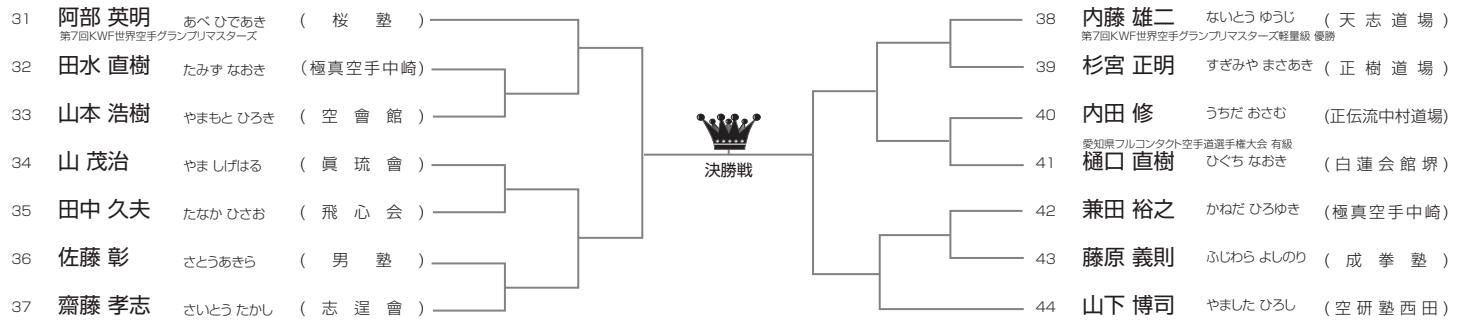 31 阿部 英明 あべ ひであき ( 桜 塾 )
第7回KWF世界空手グランプリマスターズ
32 田水 直樹 たみず なおき (極真空手中崎)
33 山本 浩樹 やまもと ひろき ( 空 會 館 )
34 山 茂治 やま しげはる ( 眞 琉 會 )
35 田中 久夫 たなか ひさお ( 飛 心 会 )
36 佐藤 彰 さとうあきら ( 男 塾 )
37 齋藤 孝志 さいとう たかし ( 志 逞 會 )
決勝戦
38 内藤 雄二 ないとう ゆうじ ( 天 志 道 場 )
第7回KWF世界空手グランプリマスターズ軽量級 優勝
39 杉宮 正明 すぎみや まさあき ( 正 樹 道 場 )
40 内田 修 うちだ おさむ (正伝流中村道場)
愛知県フルコンタクト空手道選手権大会 有級
41 樋口 直樹 ひぐち なおき ( 白 蓮 会 館 堺 )
42 兼田 裕之 かねだ ひろゆき (極真空手中崎)
43 藤原 義則 ふじわら よしのり ( 成 拳 塾 )
44 山下 博司 やました ひろし ( 空 研 塾 西 田 )